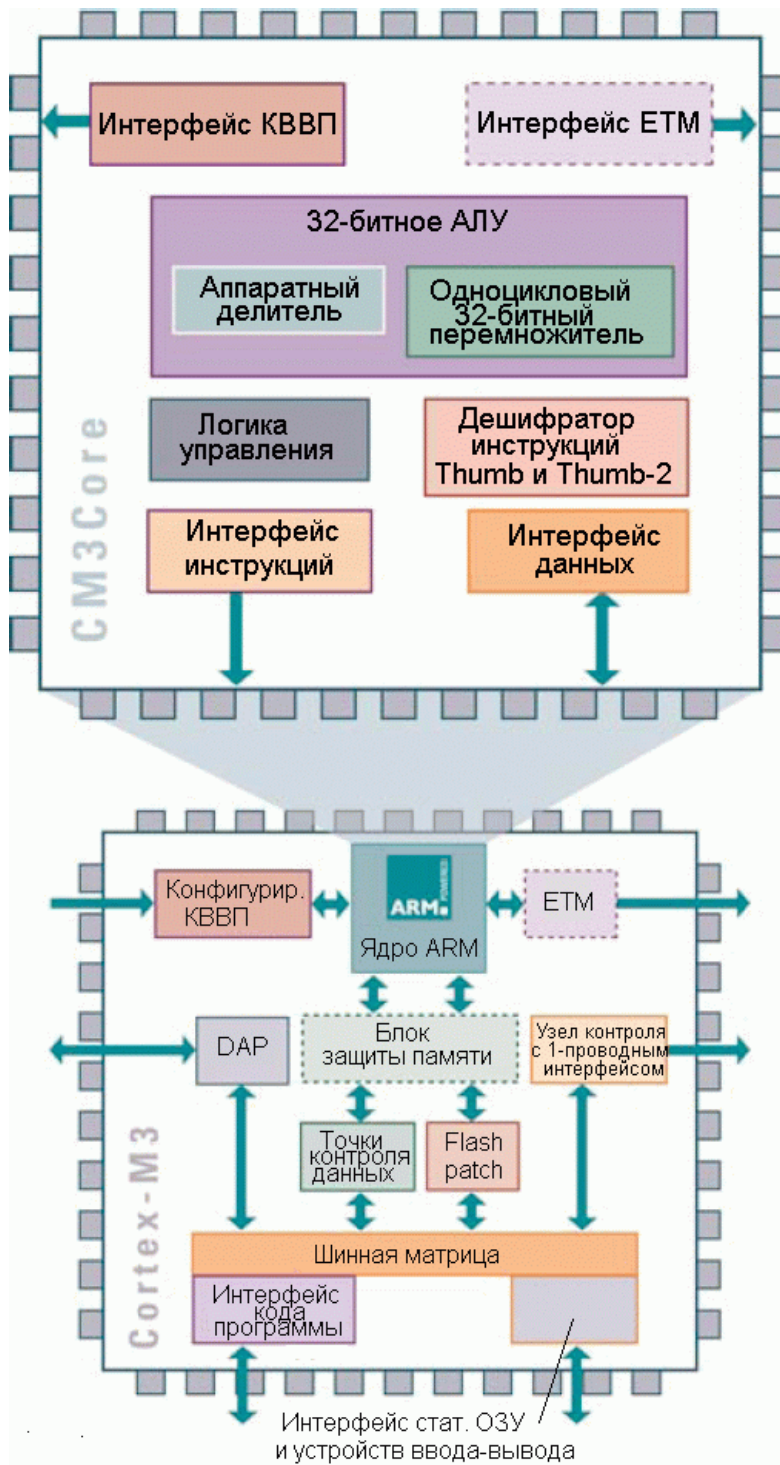 Интерфейс КВВП
Интерфейс ETM
32-битное АЛУ
Аппаратный
делитель
Одноцикловый
32-битный
перемножитель
Логика
управления
Дешифратор
инструкций
Thumb и Thumb-2
Интерфейс
инструкций
Интерфейс
данных
CM3Core
Конфигурир.
КВВП
ARM
POWERED
Ядро ARM
ETM
DAP
Блок
защиты памяти
Узел контроля
с 1-проводным
интерфейсом
Точки
контроля
данных
Flash
patch
Cortex-M3
Шинная матрица
Интерфейс
кода
программы
Интерфейс стат. ОЗУ
и устройств ввода-вывода